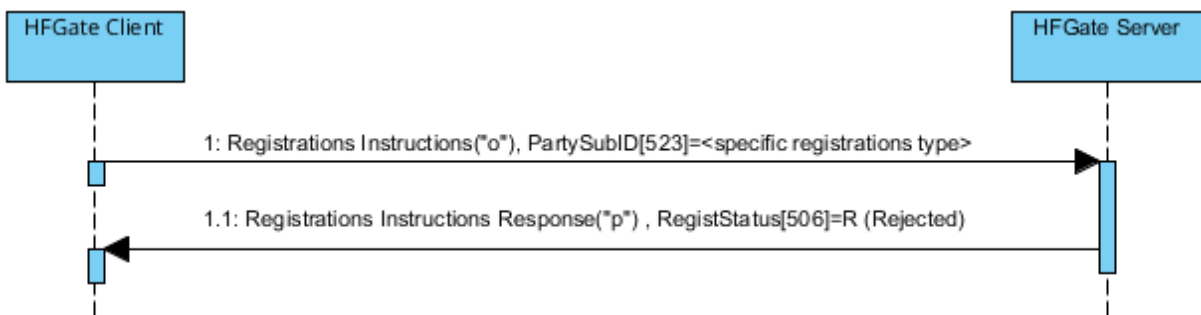 HFGate Client
HFGate Server
1: Registrations Instructions("o"), PartySubID[523]=<specific registrations type>
1.1: Registrations Instructions Response("p") , RegistStatus[506]=R (Rejected)